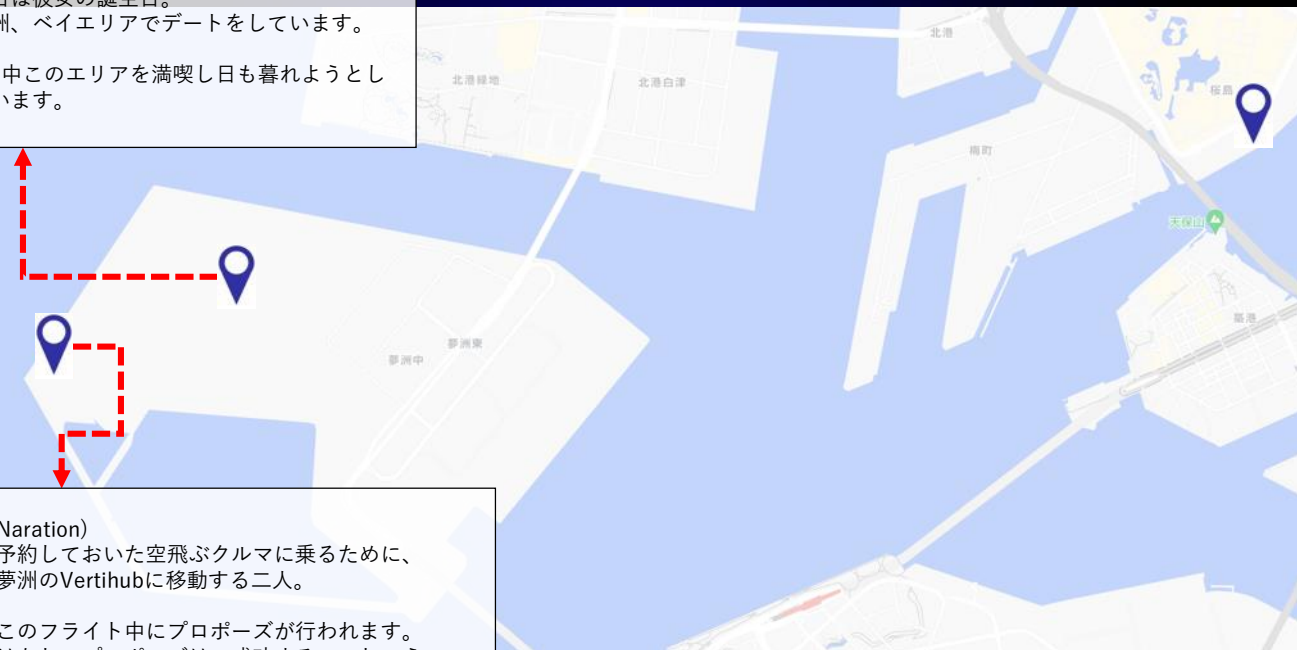 日は彼女の誕生日。
洲、ベイエリアでデートをしています。
中このエリアを満喫し日も暮れようとし
います。
北港
北港緑地
北港白津
桜島
梅町
天保山
築港
夢洲東
夢洲中
Naration)
予約しておいた空飛ぶクルマに乗るために、
夢洲のVertihubに移動する二人。
このフライト中にプロポーズが行われます。